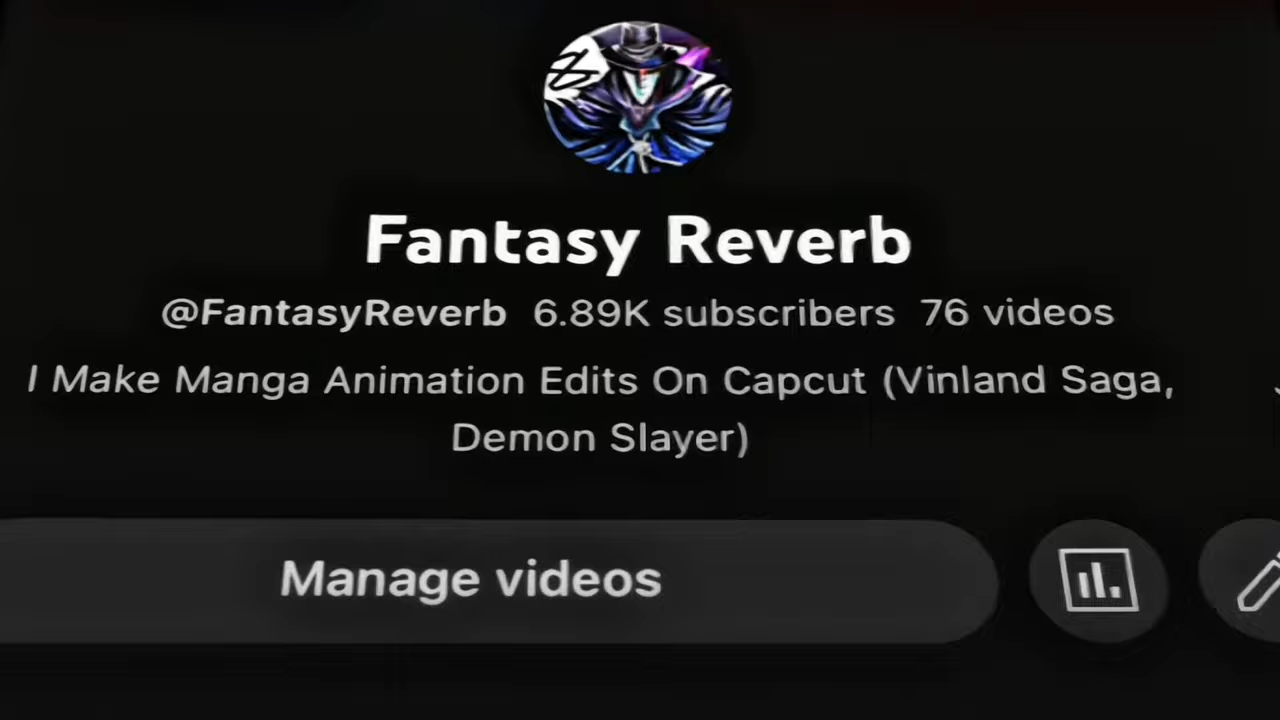 Fantasy Reverb
@FantasyReverb 6.89K subscribers 76 videos
I Make Manga Animation Edits On Capcut (Vinland Saga,
Demon Slayer)
Manage videos